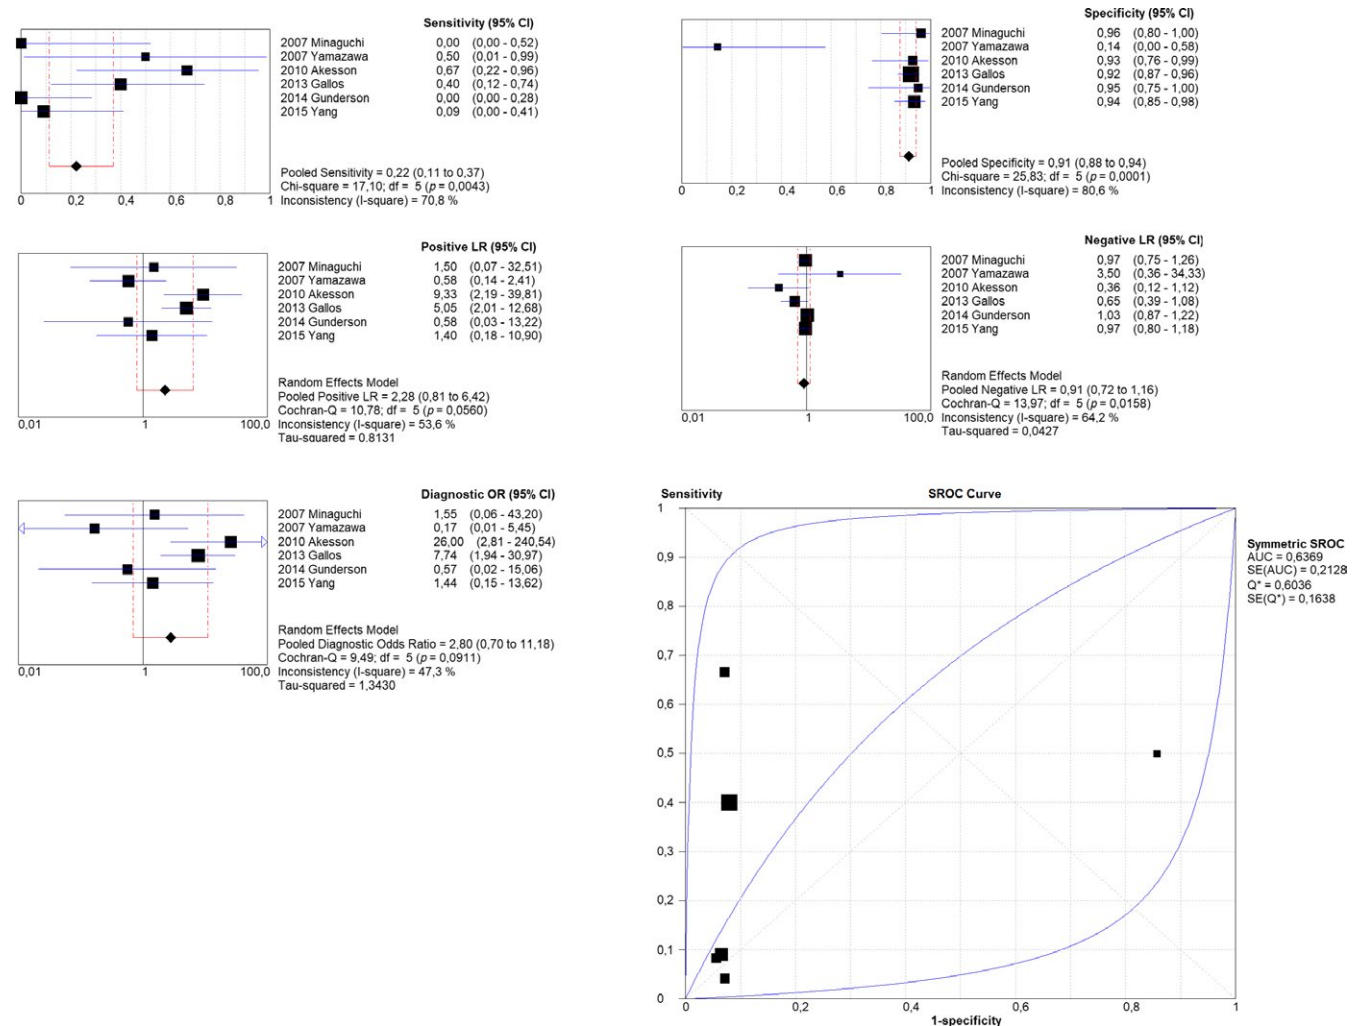 Sensitivity (95% CI)
2007 Minaguchi 0,00 (0,00 - 0,52)
2007 Yamazawa 0,50 (0,01 - 0,99)
2010 Akesson 0,67 (0,22 - 0,96)
2013 Gallos 0,40 (0,12 - 0,74)
2014 Gunderson 0,00 (0,00 - 0,28)
2015 Yang 0,09 (0,00 - 0,41)
Pooled Sensitivity = 0,22 (0,11 to 0,37)
Chi-square = 17,10; df = 5 (p = 0,0043)
Inconsistency (I-square) = 70,8 %
0 0,2 0,4 0,6 0,8 1
Specificity (95% CI)
2007 Minaguchi 0,96 (0,80 - 1,00)
2007 Yamazawa 0,14 (0,00 - 0,58)
2010 Akesson 0,93 (0,76 - 0,99)
2013 Gallos 0,92 (0,87 - 0,96)
2014 Gunderson 0,95 (0,75 - 1,00)
2015 Yang 0,94 (0,85 - 0,98)
Pooled Specificity = 0,91 (0,88 to 0,94)
Chi-square = 25,83; df = 5 (p = 0,0001)
Inconsistency (I-square) = 80,6 %
0 0,2 0,4 0,6 0,8 1
Positive LR (95% CI)
2007 Minaguchi 1,50 (0,07 - 32,51)
2007 Yamazawa 0,58 (0,14 - 2,41)
2010 Akesson 9,33 (2,19 - 39,81)
2013 Gallos 5,05 (2,01 - 12,68)
2014 Gunderson 0,58 (0,03 - 13,22)
2015 Yang 1,40 (0,18 - 10,90)
Random Effects Model
Pooled Positive LR = 2,28 (0,81 to 6,42)
Cochran-Q = 10,78; df = 5 (p = 0,0560)
Inconsistency (I-square) = 53,6 %
Tau-squared = 0.8131
0,01 1 100,0
Negative LR (95% CI)
2007 Minaguchi 0,97 (0,75 - 1,26)
2007 Yamazawa 3,50 (0,36 - 34,33)
2010 Akesson 0,36 (0,12 - 1,12)
2013 Gallos 0,65 (0,39 - 1,08)
2014 Gunderson 1,03 (0,87 - 1,22)
2015 Yang 0,97 (0,80 - 1,18)
Random Effects Model
Pooled Negative LR = 0,91 (0,72 to 1,16)
Cochran-Q = 13,97; df = 5 (p = 0,0158)
Inconsistency (I-square) = 64,2 %
Tau-squared = 0,0427
0,01 1 100,0
Diagnostic OR (95% CI)
2007 Minaguchi 1,55 (0,06 - 43,20)
2007 Yamazawa 0,17 (0,01 - 5,45)
2010 Akesson 26,00 (2,81 - 240,54)
2013 Gallos 7,74 (1,94 - 30,97)
2014 Gunderson 0,57 (0,02 - 15,06)
2015 Yang 1,44 (0,15 - 13,62)
Random Effects Model
Pooled Diagnostic Odds Ratio = 2,80 (0,70 to 11,18)
Cochran-Q = 9,49; df = 5 (p = 0,0911)
Inconsistency (I-square) = 47,3 %
Tau-squared = 1,3430
0,01 1 100,0
Sensitivity SROC Curve
1
0,9
0,8
0,7
0,6
0,5
0,4
0,3
0,2
0,1
0
0 0,2 0,4 0,6 0,8 1
1-specificity
Symmetric SROC
AUC = 0,6369
SE(AUC) = 0,2128
Q* = 0,6036
SE(Q*) = 0,1638